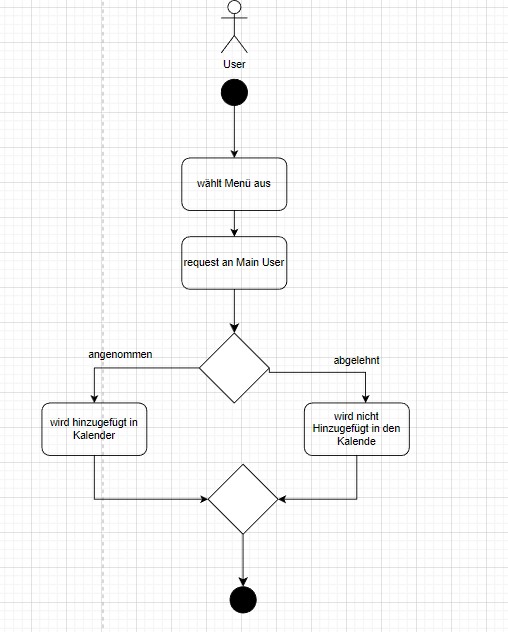 User
wählt Menü aus
request an Main User
angenommen
abgelehnt
wird hinzugefügt in
Kalender
wird nicht
Hinzugefügt in den
Kalende